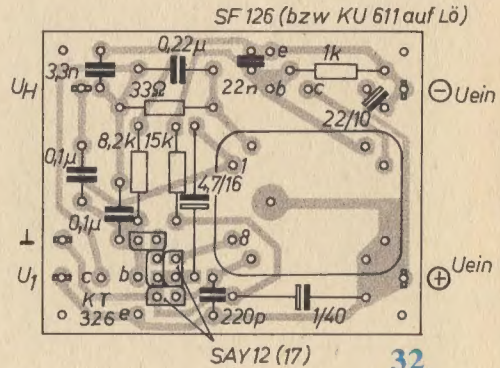 SF 126 (bzw KU 611 auf Lö)
0,22µ
e
1k
3,3n
UH
33Ω
22n
b
c
⊖ Uein
22/10
8,2k
15k
0,1µ
4,7/16
1
0,1µ
⊥
8
U1
c
b
⊕ Uein
KT
326
e
220p
1/40
SAY12 (17)
32